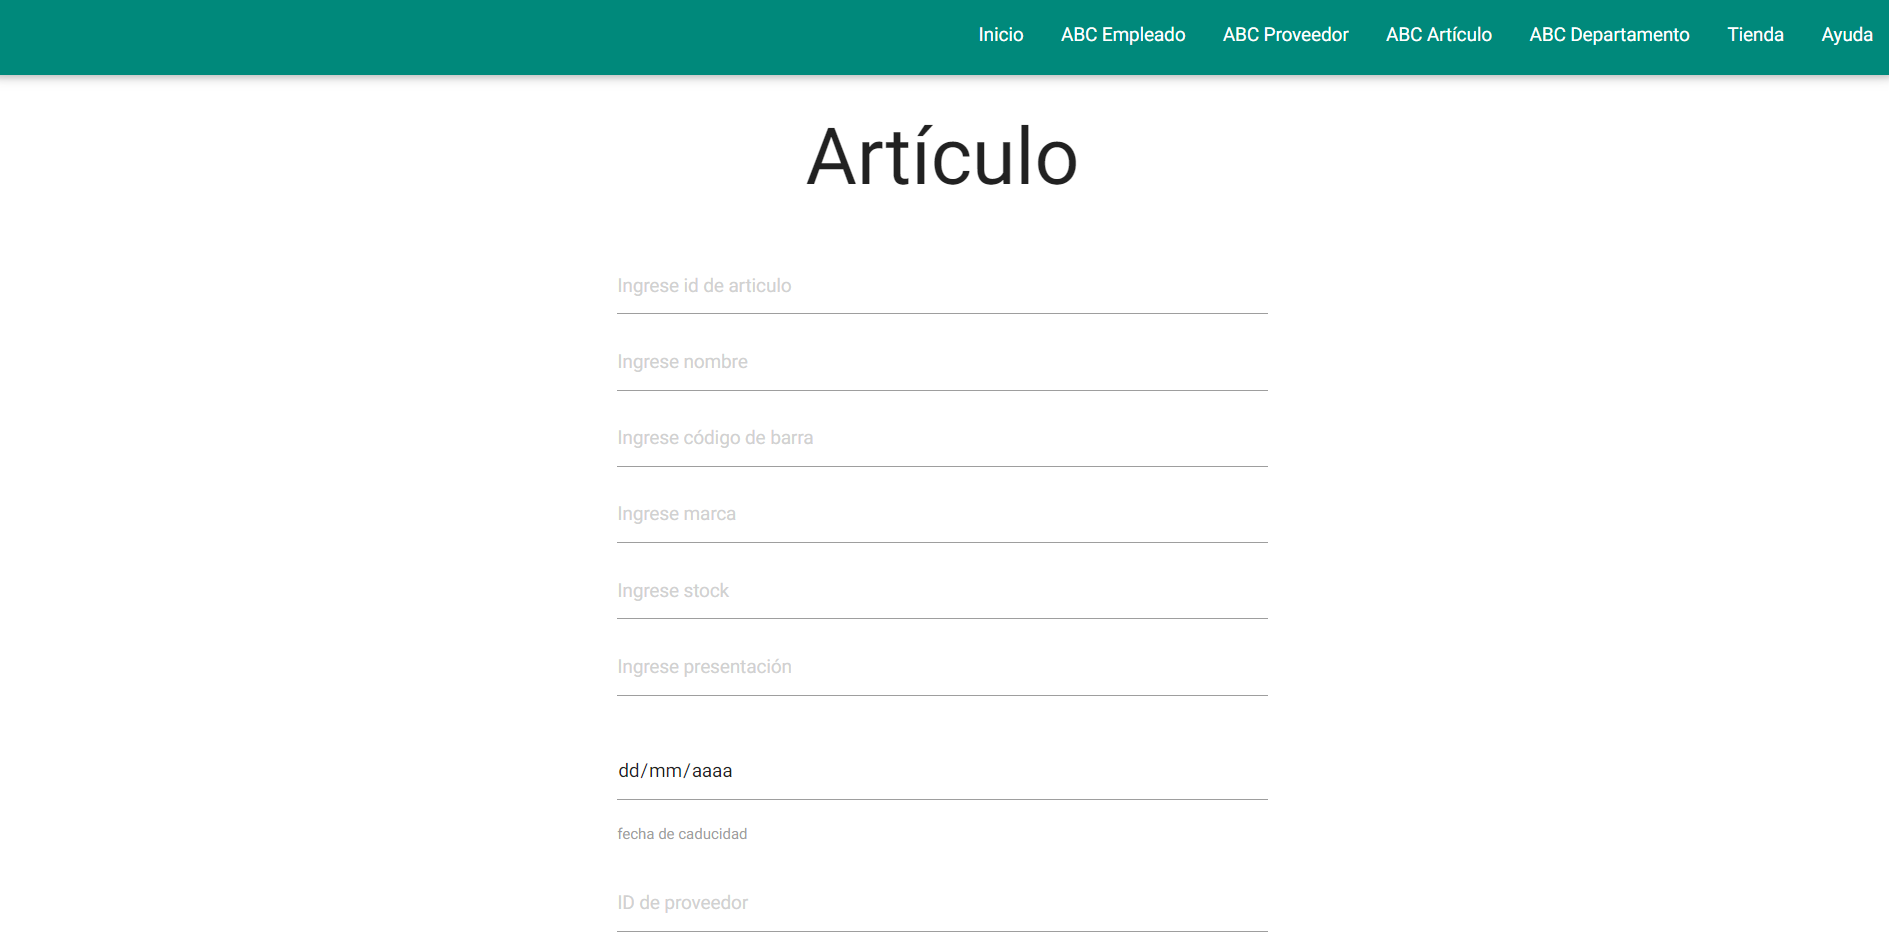 Inicio ABC Empleado ABC Proveedor ABC Artículo ABC Departamento Tienda Ayuda
Artículo
Ingrese id de articulo
Ingrese nombre
Ingrese código de barra
Ingrese marca
Ingrese stock
Ingrese presentación
dd/mm/aaaa
fecha de caducidad
ID de proveedor